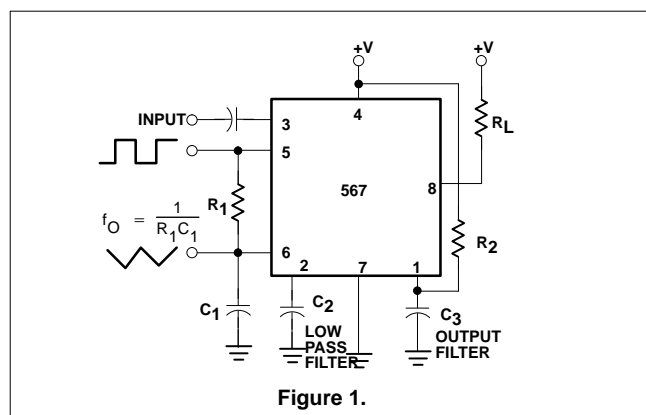 +V +V
INPUT 3 4 R_L
5
567 8
R_1
f_O = 1 / R_1C_1
6 R_2
2 7 1
C_1 C_2 C_3
LOW
PASS
FILTER
OUTPUT
FILTER
Figure 1.